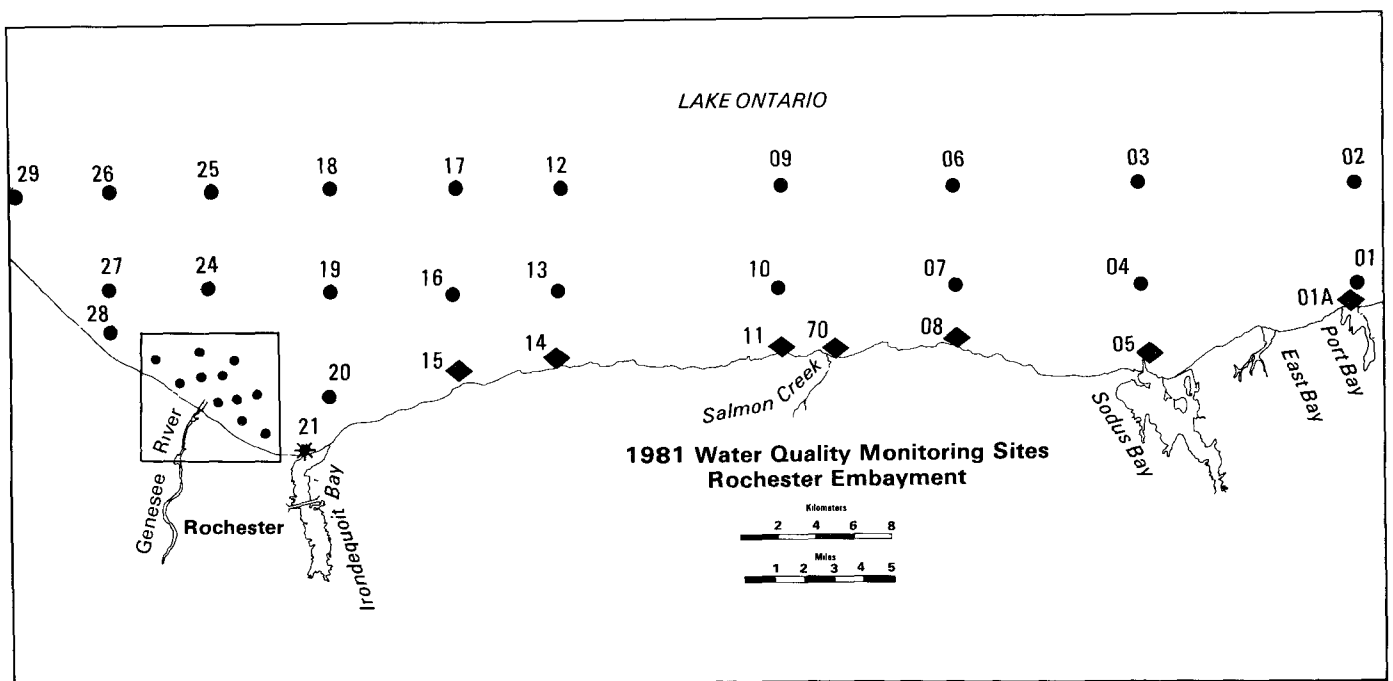 LAKE ONTARIO
29
26
25
18
17
12
09
06
03
02
27
24
19
16
13
10
07
04
01
28
20
21
15
14
11
70
08
05
01A
Genesee River
Rochester
Irondequoit Bay
Salmon Creek
Sodus Bay
East Bay
Port Bay
1981 Water Quality Monitoring Sites
Rochester Embayment
Kilometers
2 4 6 8
Miles
1 2 3 4 5